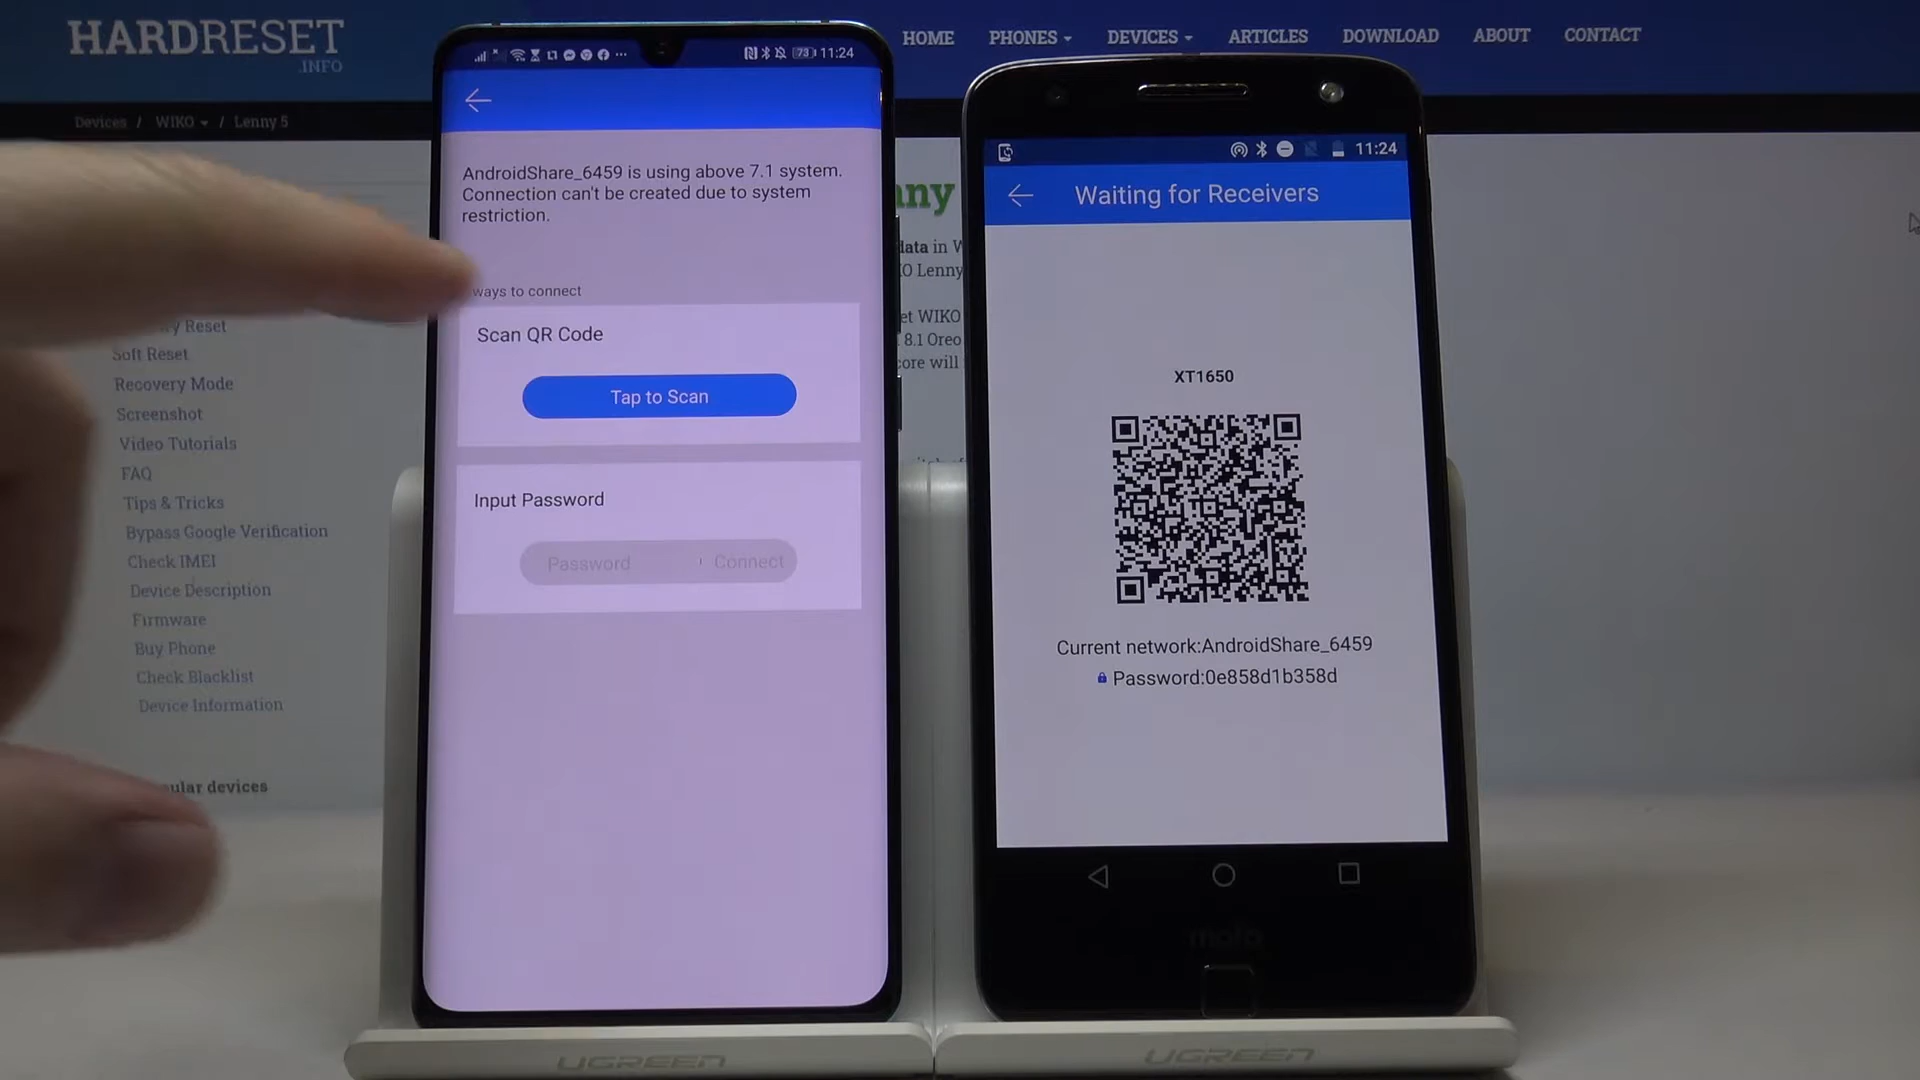 HARDRESET
.INFO
HOME PHONES DEVICES ARTICLES DOWNLOAD ABOUT CONTACT
Devices / WIKO / Lenny 5
Reset
Soft Reset
Recovery Mode
Screenshot
Video Tutorials
FAQ
Tips & Tricks
Bypass Google Verification
Check IMEI
Device Description
Firmware
Buy Phone
Check Blacklist
Device Information
devices
73 11:24
AndroidShare_6459 is using above 7.1 system.
Connection can't be created due to system
restriction.
ways to connect
Scan QR Code
Tap to Scan
Input Password
Password Connect
data in
Lenny
et WIKO
8.1 Oreo
will
11:24
Waiting for Receivers
XT1650
Current network:AndroidShare_6459
Password:0e858d1b358d
moto
UGREEN
UGREEN